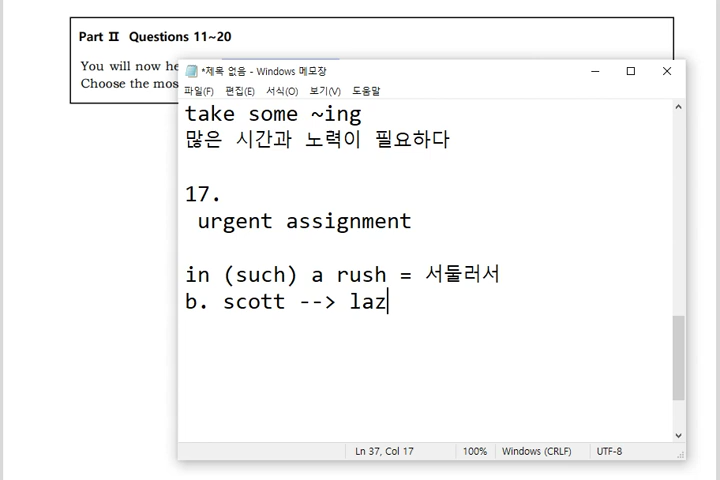 Part Ⅱ Questions 11~20
You will now he
Choose the mos
*제목 없음 - Windows 메모장
파일(F) 편집(E) 서식(O) 보기(V) 도움말
take some ~ing
많은 시간과 노력이 필요하다
17.
urgent assignment
in (such) a rush = 서둘러서
b. scott --> laz
Ln 37, Col 17 100% Windows (CRLF) UTF-8